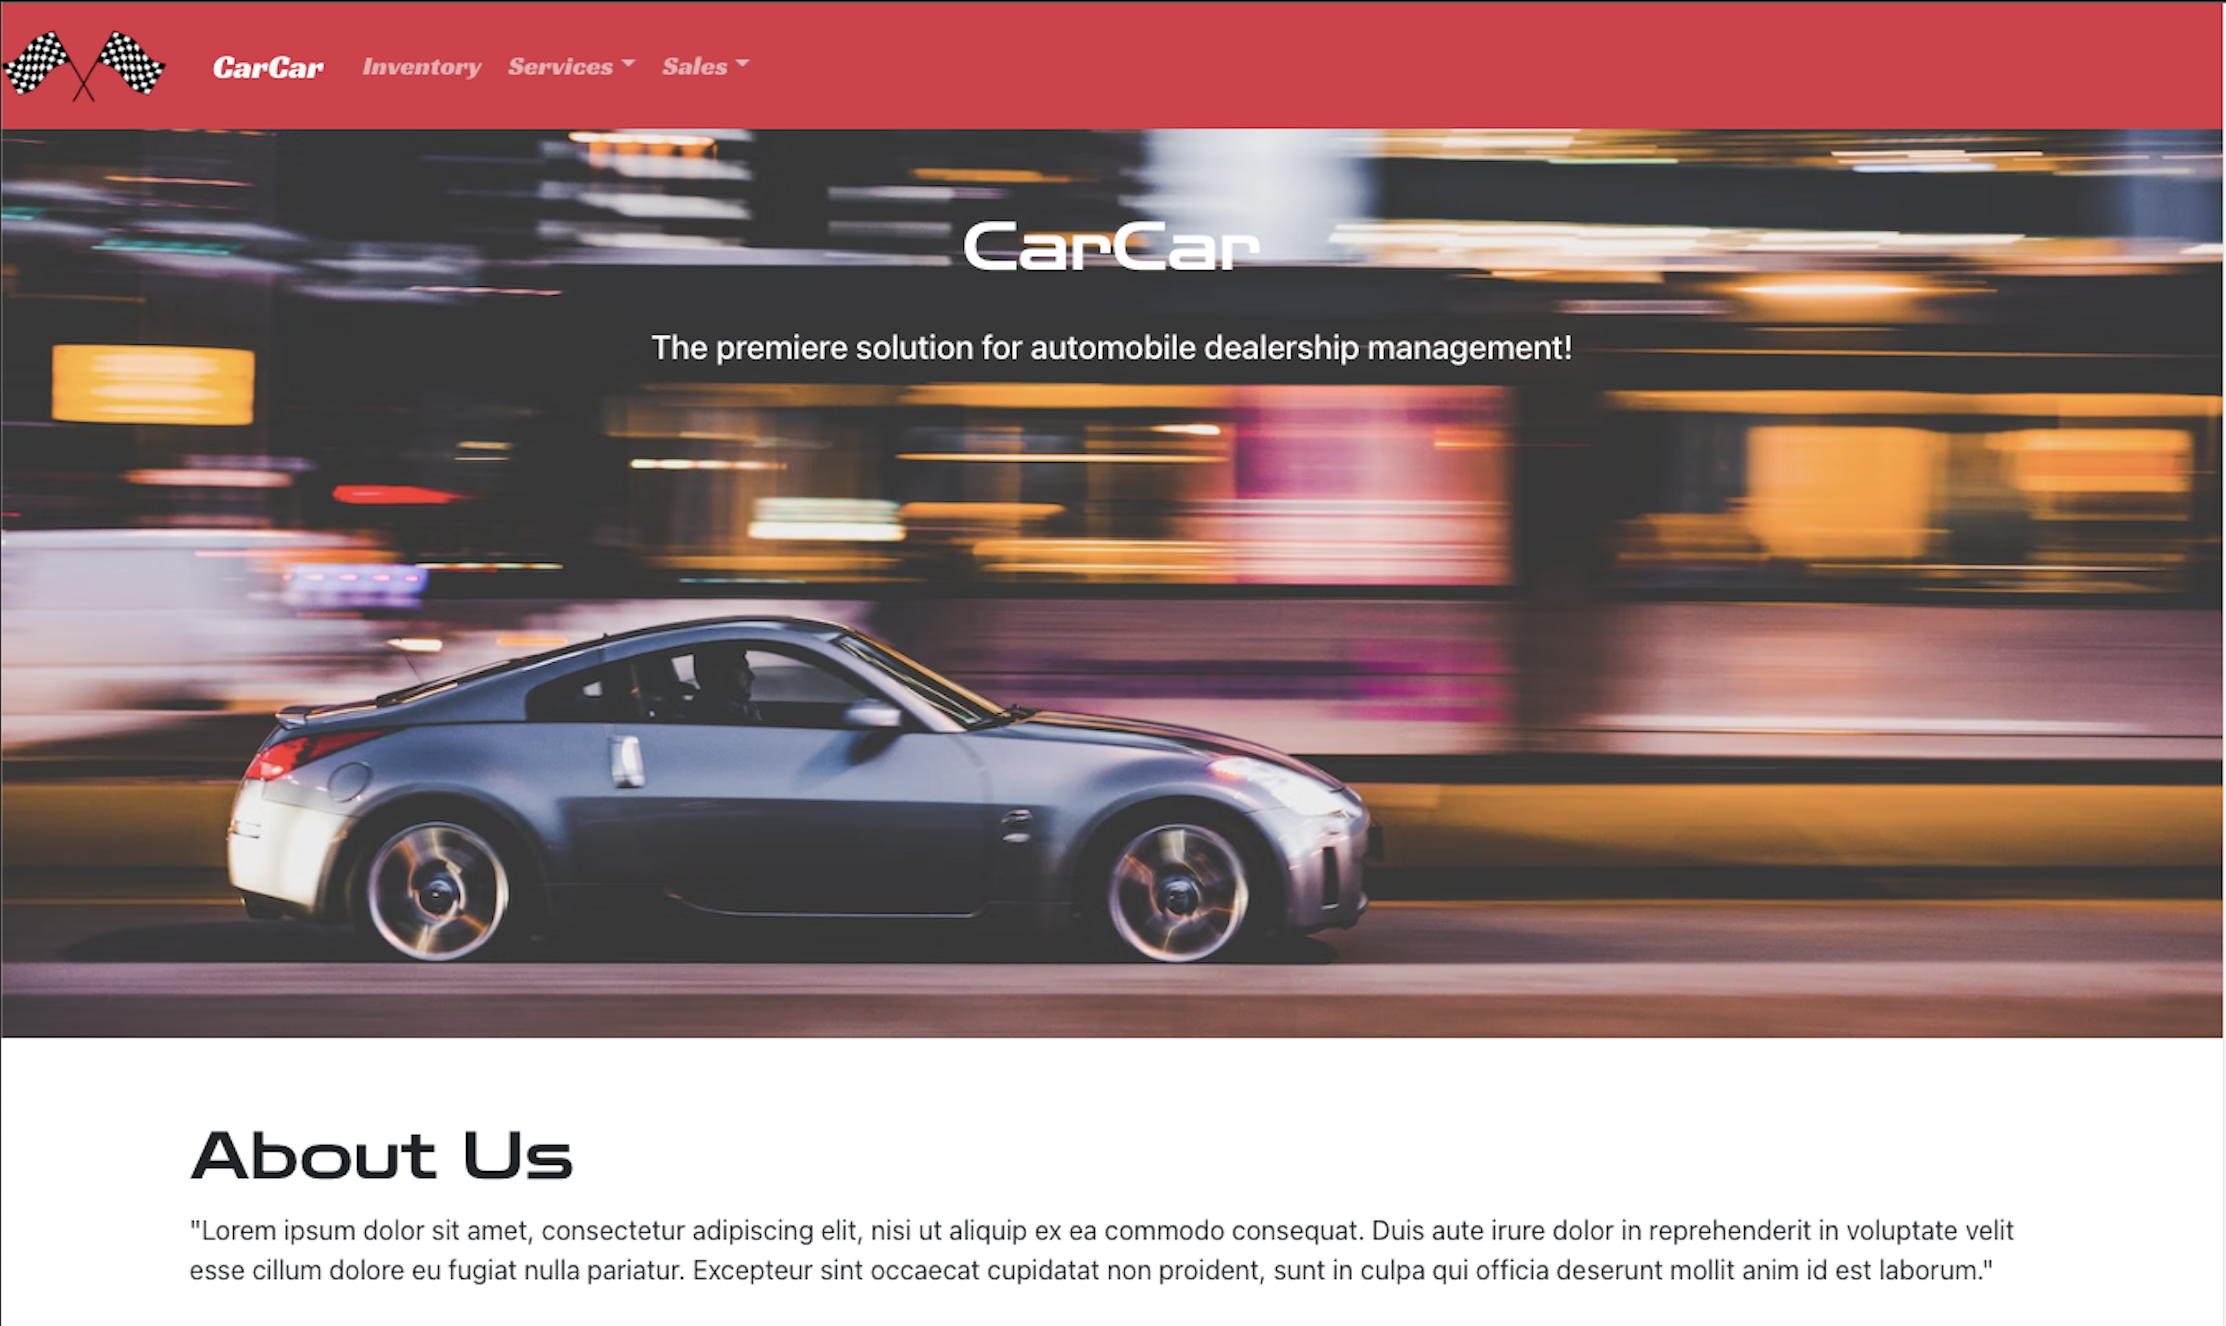 CarCar Inventory Services Sales
CarCar
The premiere solution for automobile dealership management!
About Us
"Lorem ipsum dolor sit amet, consectetur adipiscing elit, nisi ut aliquip ex ea commodo consequat. Duis aute irure dolor in reprehenderit in voluptate velit
esse cillum dolore eu fugiat nulla pariatur. Excepteur sint occaecat cupidatat non proident, sunt in culpa qui officia deserunt mollit anim id est laborum."